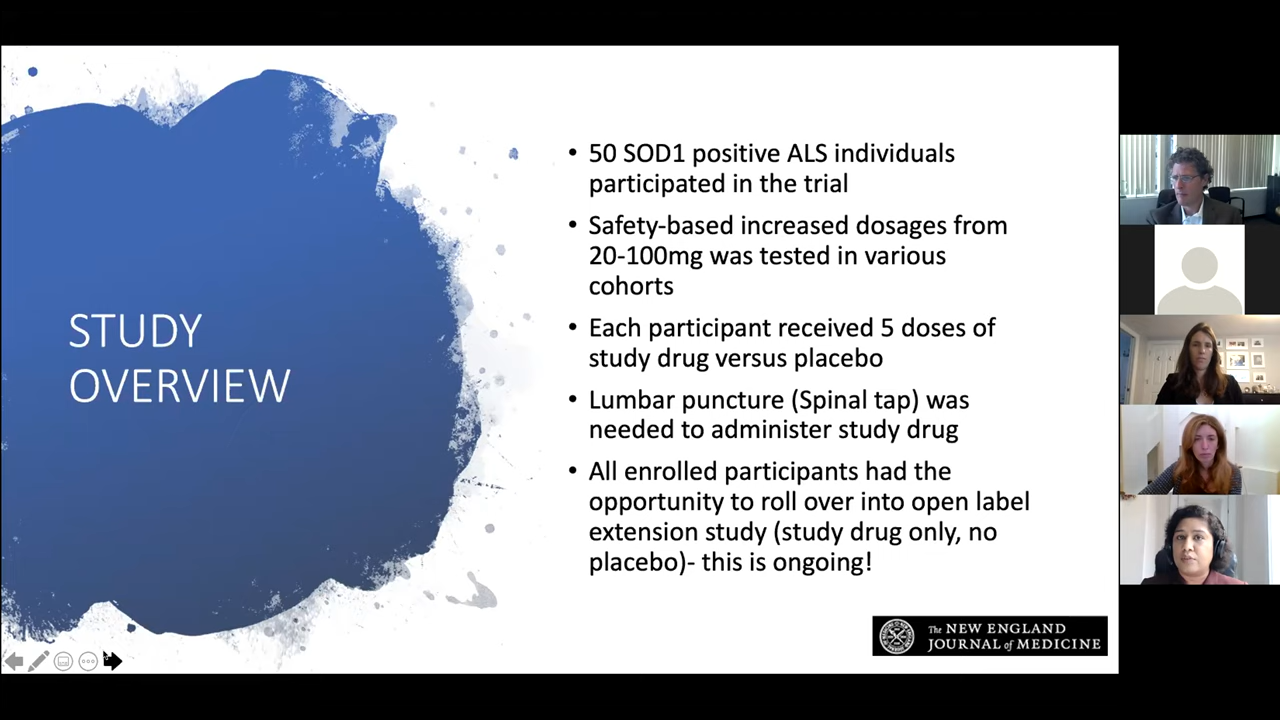 STUDY
OVERVIEW
• 50 SOD1 positive ALS individuals
participated in the trial
• Safety-based increased dosages from
20-100mg was tested in various
cohorts
• Each participant received 5 doses of
study drug versus placebo
• Lumbar puncture (Spinal tap) was
needed to administer study drug
• All enrolled participants had the
opportunity to roll over into open label
extension study (study drug only, no
placebo)- this is ongoing!
The NEW ENGLAND
JOURNAL of MEDICINE